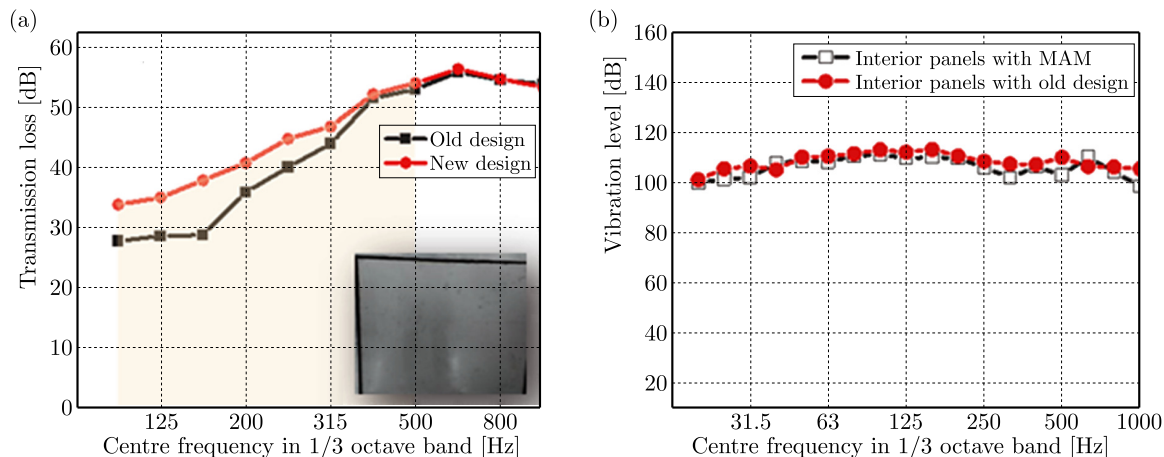 (a)
Transmission loss [dB]
60
50
40
30
20
10
0
Old design
New design
125 200 315 500 800
Centre frequency in 1/3 octave band [Hz]
(b)
Vibration level [dB]
160
140
120
100
80
60
40
20
Interior panels with MAM
Interior panels with old design
31.5 63 125 250 500 1000
Centre frequency in 1/3 octave band [Hz]